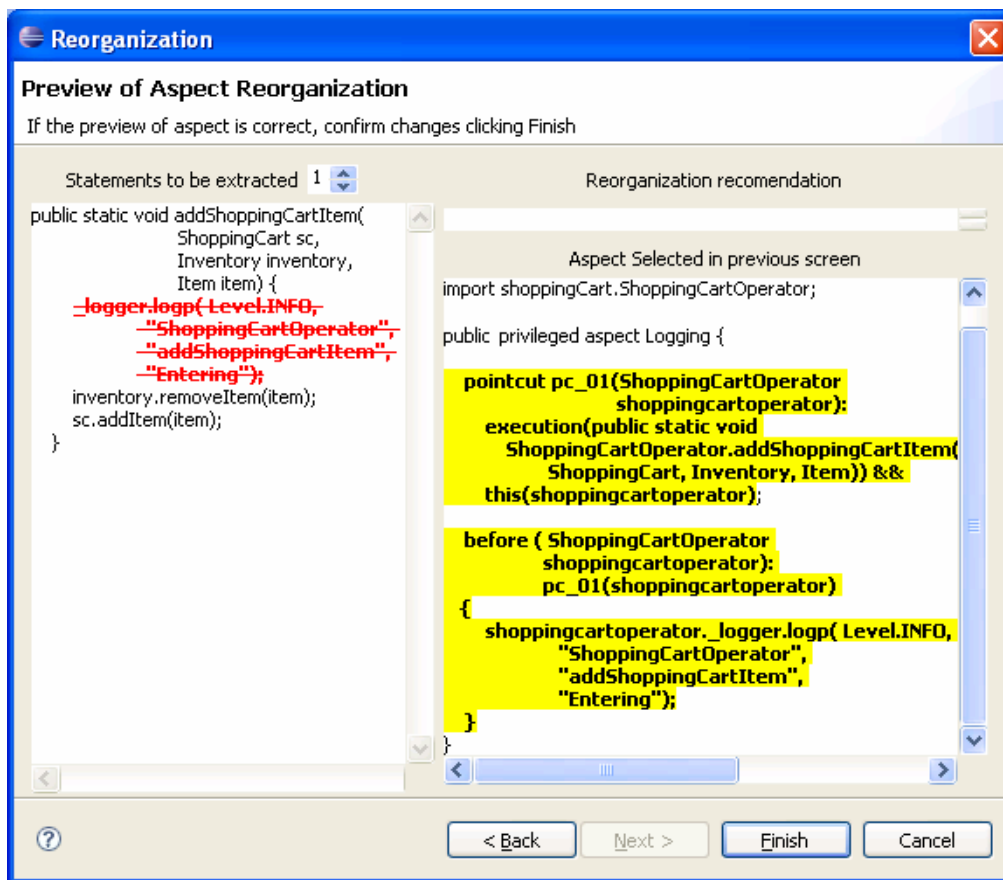 Reorganization
Preview of Aspect Reorganization
If the preview of aspect is correct, confirm changes clicking Finish
Statements to be extracted 1
public static void addShoppingCartItem(
ShoppingCart sc,
Inventory inventory,
Item item) {
_logger.logp( Level.INFO,
"ShoppingCartOperator",
"addShoppingCartItem",
"Entering");
inventory.removeItem(item);
sc.addItem(item);
}
Reorganization recomendation
Aspect Selected in previous screen
import shoppingCart.ShoppingCartOperator;
public privileged aspect Logging {
pointcut pc_01(ShoppingCartOperator
shoppingcartoperator):
execution(public static void
ShoppingCartOperator.addShoppingCartItem(
ShoppingCart, Inventory, Item)) &&
this(shoppingcartoperator);
before ( ShoppingCartOperator
shoppingcartoperator):
pc_01(shoppingcartoperator)
{
shoppingcartoperator._logger.logp( Level.INFO,
"ShoppingCartOperator",
"addShoppingCartItem",
"Entering");
}
}
?
< Back
Next >
Finish
Cancel